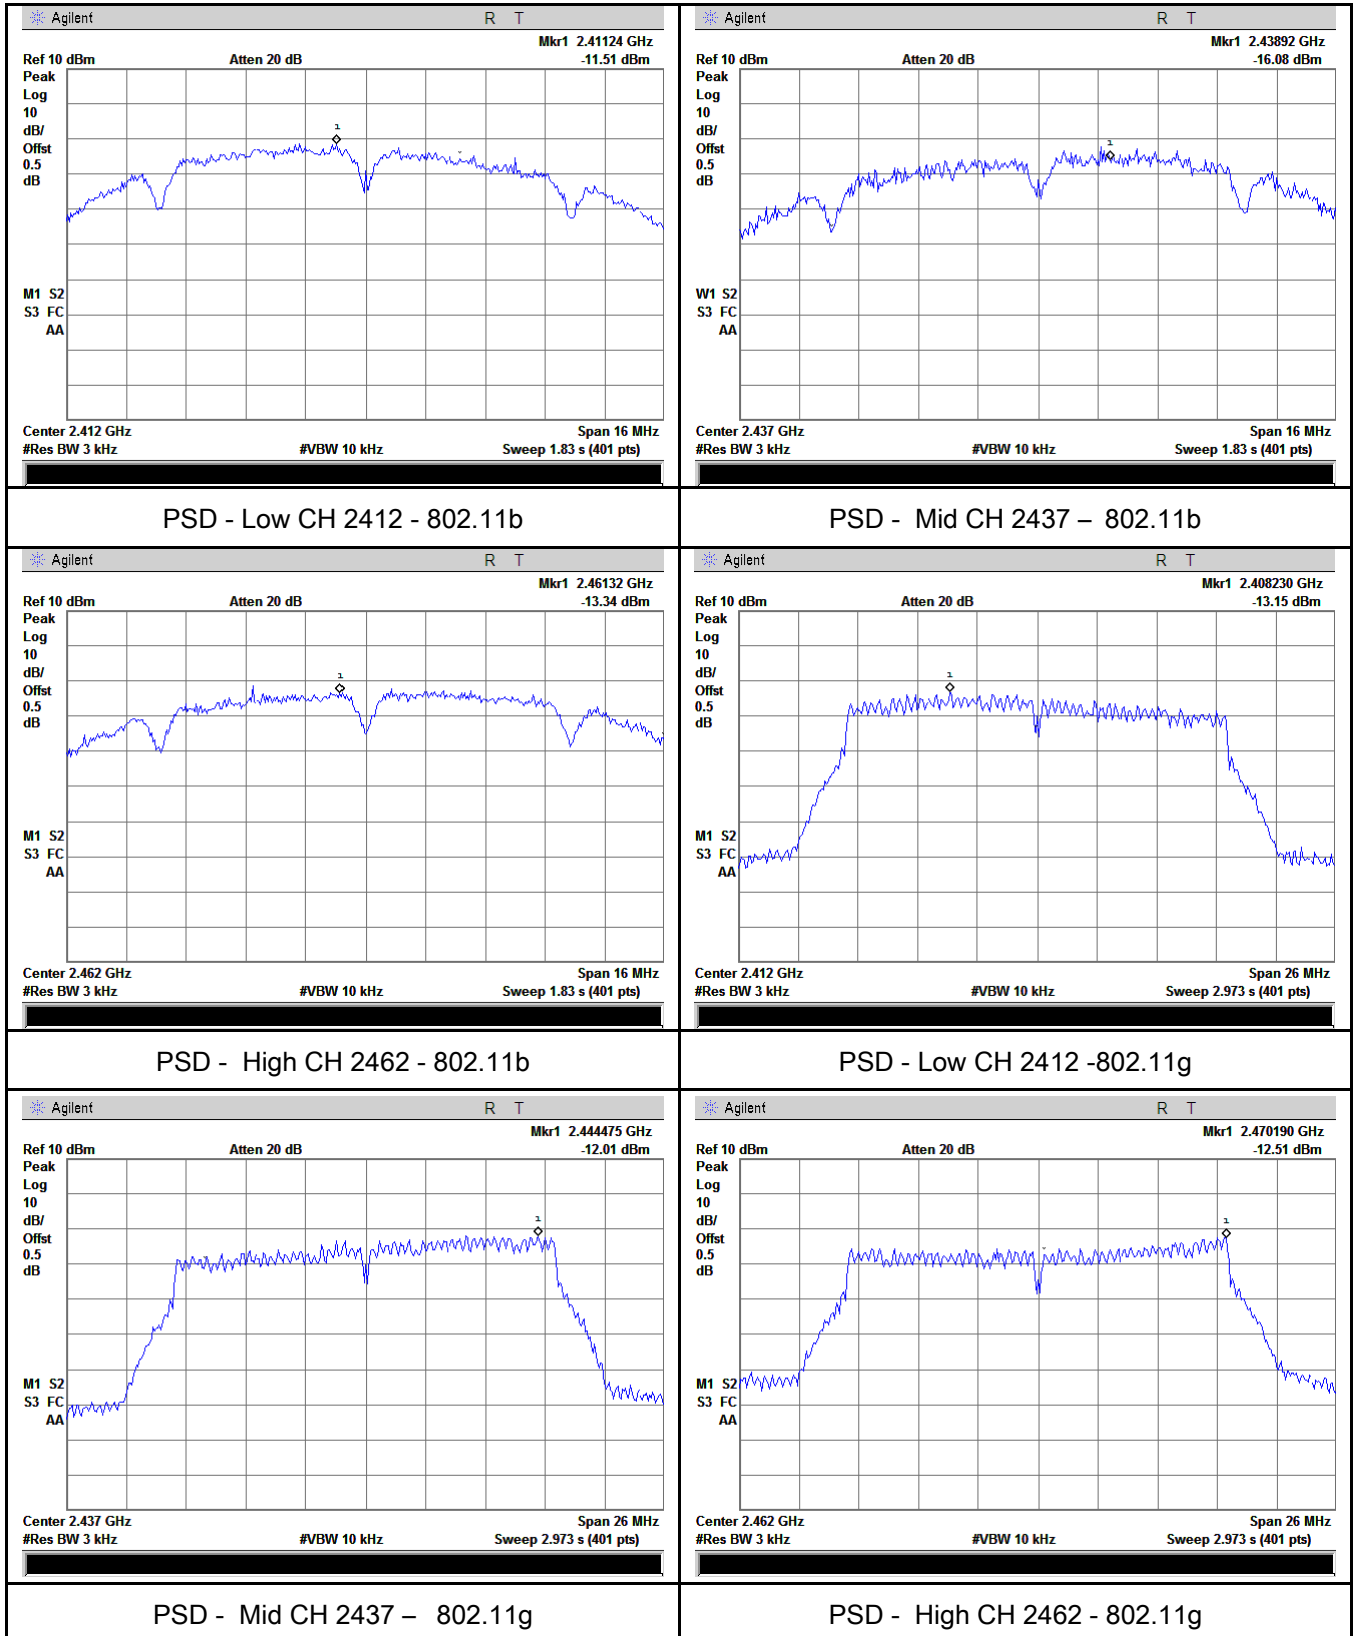 Agilent R T
Mkr1 2.41124 GHz
Ref 10 dBm Atten 20 dB -11.51 dBm
Peak
Log
10
dB/
Offst
0.5
dB
1
M1 S2
S3 FC
AA
Center 2.412 GHz Span 16 MHz
#Res BW 3 kHz #VBW 10 kHz Sweep 1.83 s (401 pts)
PSD - Low CH 2412 - 802.11b
Agilent R T
Mkr1 2.43892 GHz
Ref 10 dBm Atten 20 dB -16.08 dBm
Peak
Log
10
dB/
Offst
0.5
dB
1
W1 S2
S3 FC
AA
Center 2.437 GHz Span 16 MHz
#Res BW 3 kHz #VBW 10 kHz Sweep 1.83 s (401 pts)
PSD - Mid CH 2437 – 802.11b
Agilent R T
Mkr1 2.46132 GHz
Ref 10 dBm Atten 20 dB -13.34 dBm
Peak
Log
10
dB/
Offst
0.5
dB
1
M1 S2
S3 FC
AA
Center 2.462 GHz Span 16 MHz
#Res BW 3 kHz #VBW 10 kHz Sweep 1.83 s (401 pts)
PSD - High CH 2462 - 802.11b
Agilent R T
Mkr1 2.408230 GHz
Ref 10 dBm Atten 20 dB -13.15 dBm
Peak
Log
10
dB/
Offst
0.5
dB
1
M1 S2
S3 FC
AA
Center 2.412 GHz Span 26 MHz
#Res BW 3 kHz #VBW 10 kHz Sweep 2.973 s (401 pts)
PSD - Low CH 2412 -802.11g
Agilent R T
Mkr1 2.444475 GHz
Ref 10 dBm Atten 20 dB -12.01 dBm
Peak
Log
10
dB/
Offst
0.5
dB
1
M1 S2
S3 FC
AA
Center 2.437 GHz Span 26 MHz
#Res BW 3 kHz #VBW 10 kHz Sweep 2.973 s (401 pts)
PSD - Mid CH 2437 – 802.11g
Agilent R T
Mkr1 2.470190 GHz
Ref 10 dBm Atten 20 dB -12.51 dBm
Peak
Log
10
dB/
Offst
0.5
dB
1
M1 S2
S3 FC
AA
Center 2.462 GHz Span 26 MHz
#Res BW 3 kHz #VBW 10 kHz Sweep 2.973 s (401 pts)
PSD - High CH 2462 - 802.11g